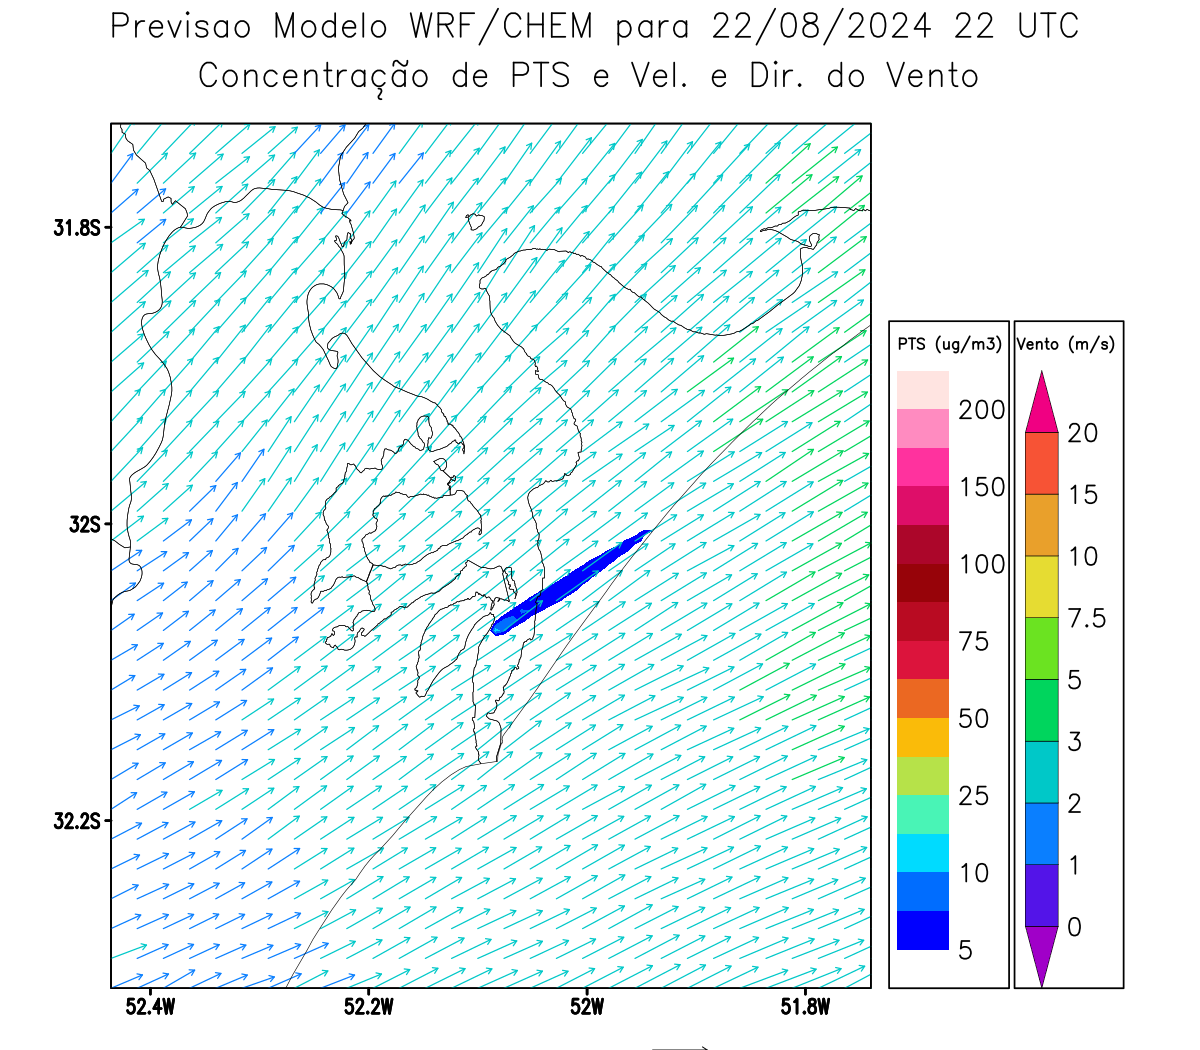 Previsao Modelo WRF/CHEM para 22/08/2024 22 UTC
Concentração de PTS e Vel. e Dir. do Vento
31.8S
32S
32.2S
52.4W 52.2W 52W 51.8W
PTS (ug/m3)
200
150
100
75
50
25
10
5
Vento (m/s)
20
15
10
7.5
5
3
2
1
0